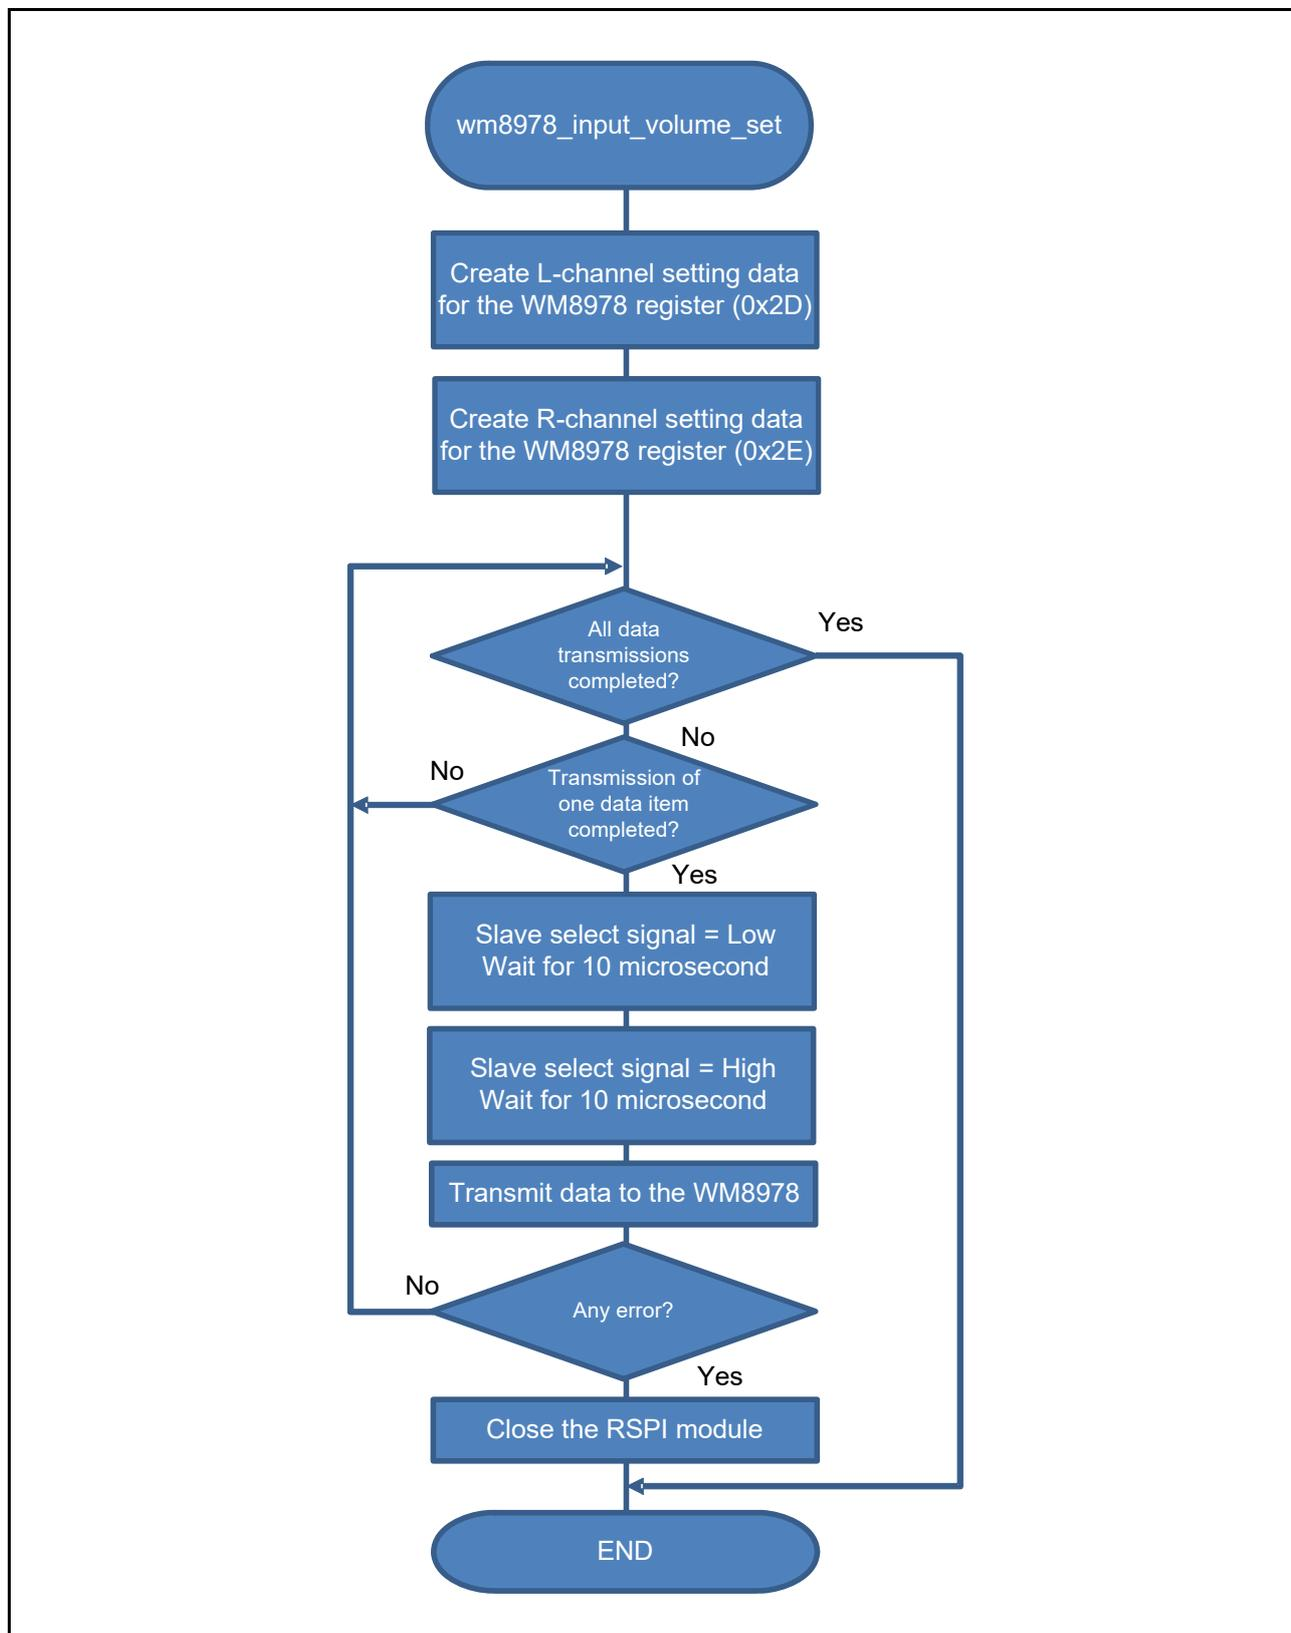 wm8978_input_volume_set
Create L-channel setting data
for the WM8978 register (0x2D)
Create R-channel setting data
for the WM8978 register (0x2E)
All data
transmissions
completed?
Yes
No
Transmission of
one data item
completed?
No
Yes
Slave select signal = Low
Wait for 10 microsecond
Slave select signal = High
Wait for 10 microsecond
Transmit data to the WM8978
Any error?
No
Yes
Close the RSPI module
END